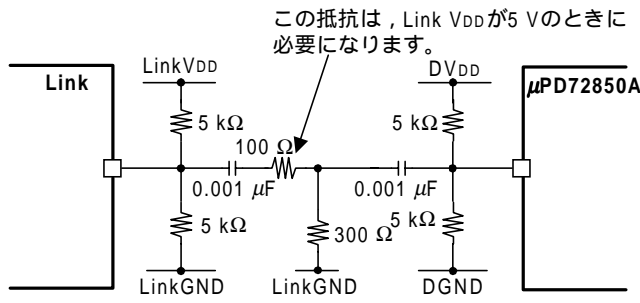 この抵抗は，Link VDDが5 Vのときに
必要になります。
Link
LinkVDD
DVDD
μPD72850A
5 kΩ
5 kΩ
100 Ω
0.001 μF
0.001 μF
5 kΩ
300 Ω
5 kΩ
LinkGND
LinkGND
DGND